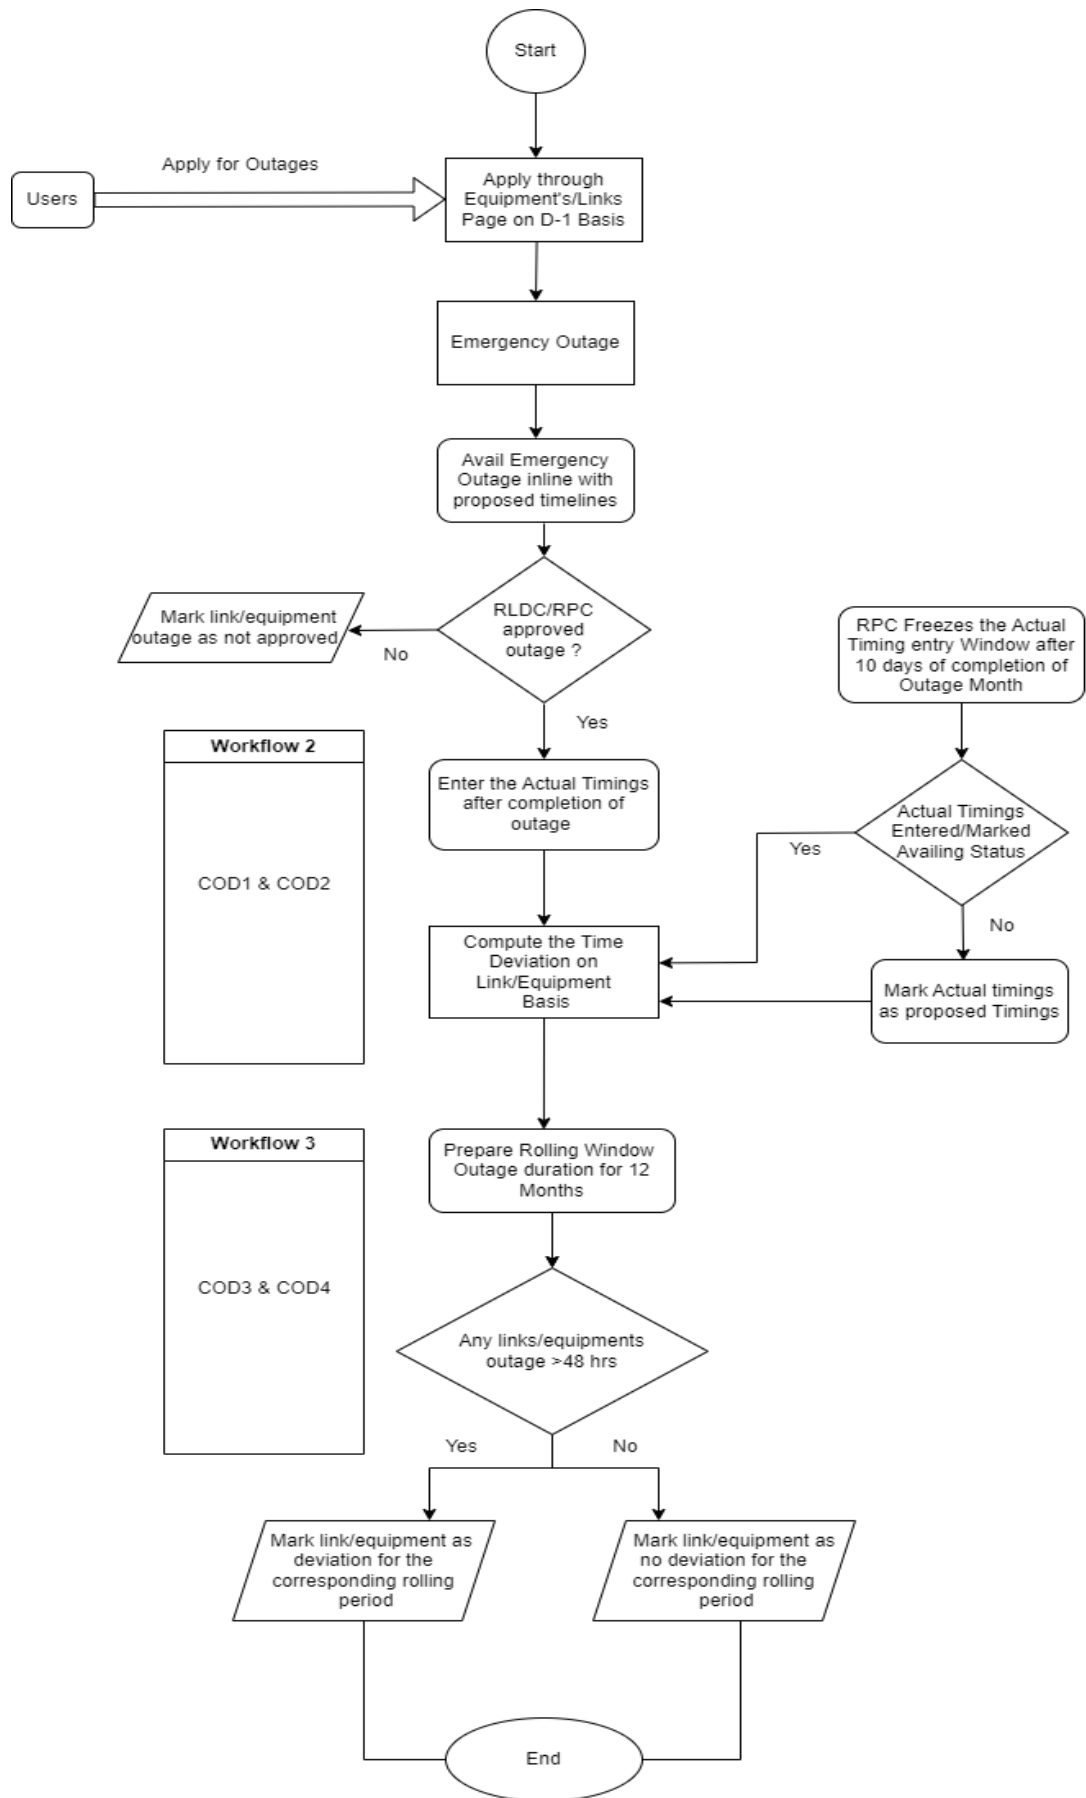 Start
Apply for Outages
Users
Apply through
Equipment's/Links
Page on D-1 Basis
Emergency Outage
Avail Emergency
Outage inline with
proposed timelines
RLDC/RPC
approved
outage ?
Mark link/equipment
outage as not approved
No
Yes
RPC Freezes the Actual
Timing entry Window after
10 days of completion of
Outage Month
Workflow 2
COD1 & COD2
Enter the Actual Timings
after completion of
outage
Actual Timings
Entered/Marked
Availing Status
Yes
No
Compute the Time
Deviation on
Link/Equipment
Basis
Mark Actual timings
as proposed Timings
Workflow 3
COD3 & COD4
Prepare Rolling Window
Outage duration for 12
Months
Any links/equipments
outage >48 hrs
Yes
No
Mark link/equipment as
deviation for the
corresponding rolling
period
Mark link/equipment as
no deviation for the
corresponding rolling
period
End